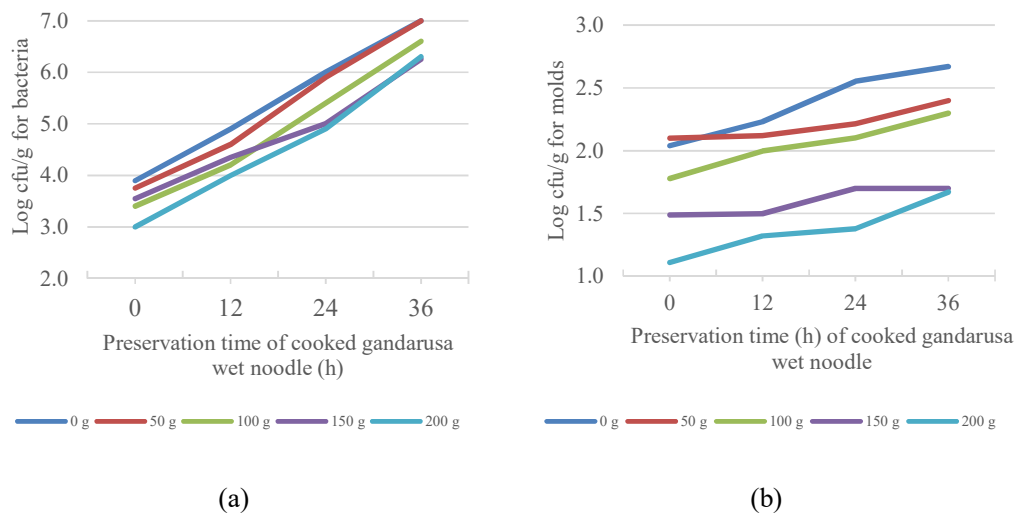 7.0
6.0
5.0
4.0
3.0
2.0
Log cfu/g for bacteria
0 12 24 36
Preservation time of cooked gandarusa
wet noodle (h)
0 g 50 g 100 g 150 g 200 g
(a)
3.0
2.5
2.0
1.5
1.0
Log cfu/g for molds
0 12 24 36
Preservation time (h) of cooked gandarusa
wet noodle
0 g 50 g 100 g 150 g 200 g
(b)